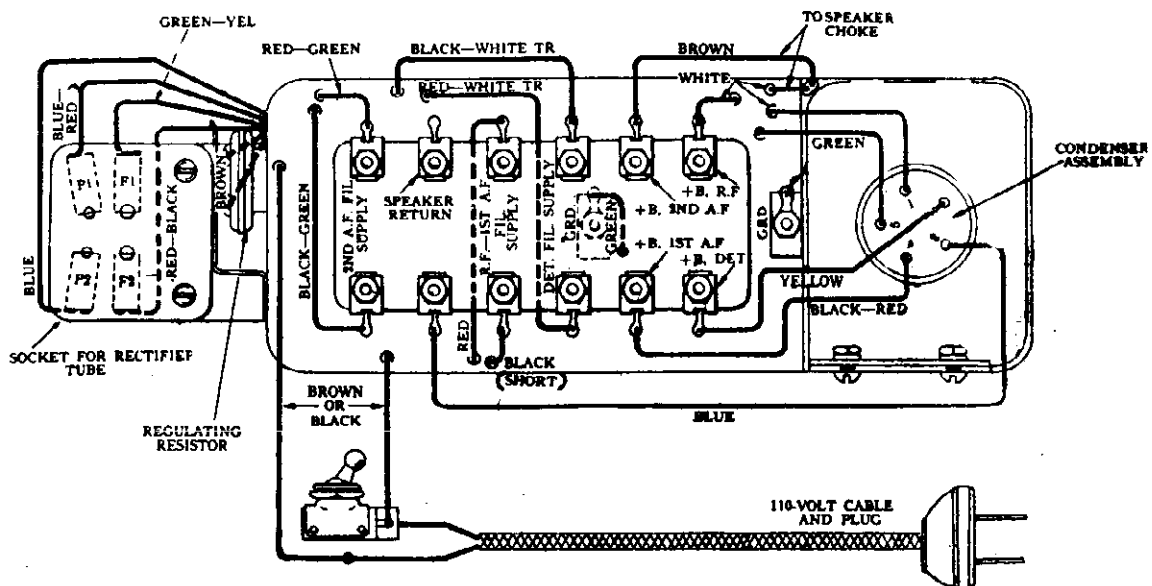 GREEN—YEL
RED—GREEN
BLACK—WHITE TR
RED—WHITE TR
BROWN
TO SPEAKER
CHOKE
WHITE
BLUE—
RED
P1
F1
P2
F2
BROWN
RED—BLACK
BLUE
BLACK—GREEN
2ND A.F. FIL
SUPPLY
SPEAKER
RETURN
R.F.—1ST A.F
FIL
SUPPLY
DET. FIL SUPPLY
GRD
C
GREEN
+B. R.F
+B. 2ND A.F
+B. 1ST A.F
+B. DET
GRD
GREEN
CONDENSER
ASSEMBLY
YELLOW
BLACK—RED
RED
BLACK
(SHORT)
BLUE
SOCKET FOR RECTIFIER
TUBE
REGULATING
RESISTOR
BROWN
OR
BLACK
110-VOLT CABLE
AND PLUG